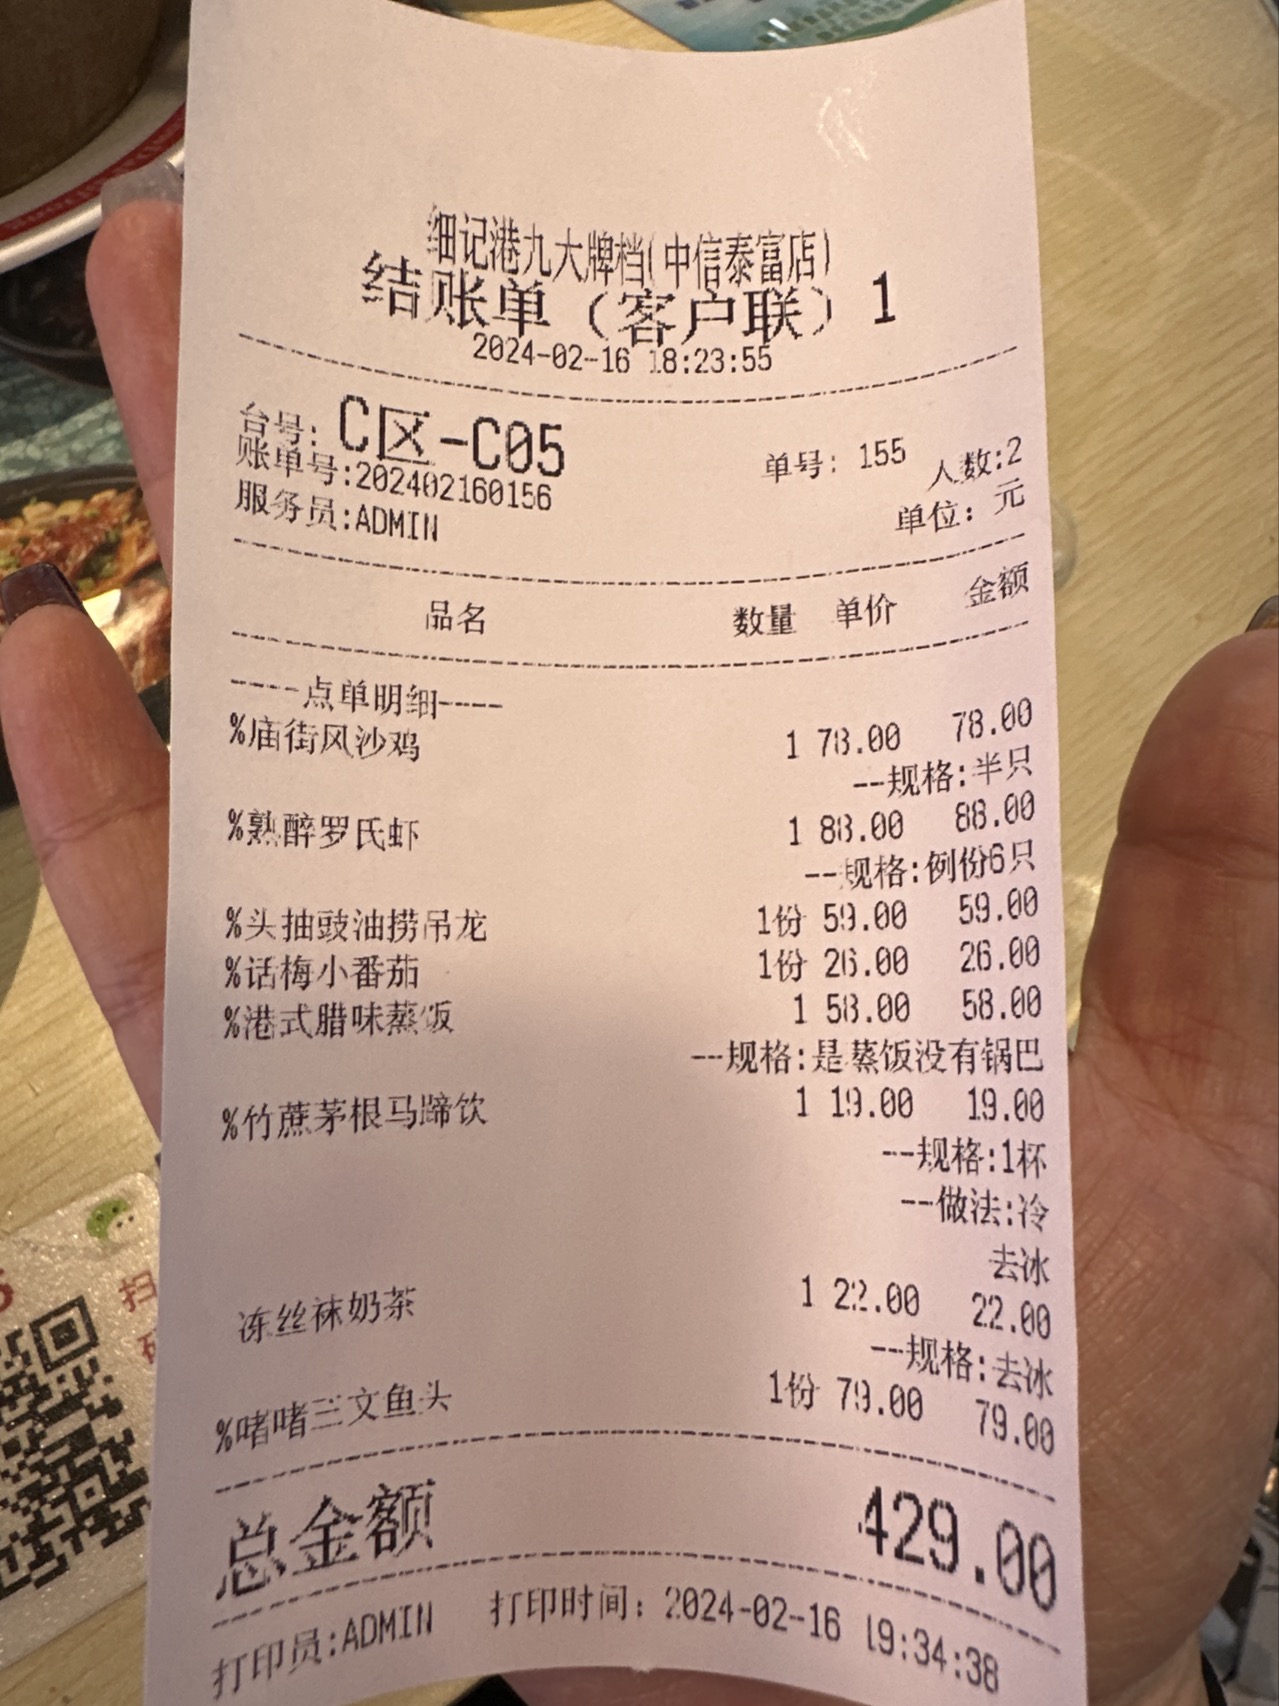 细记港九大牌档(中信泰富店)
结账单（客户联）1
2024-02-16 18:23:55
台号: C区-C05 单号: 155 人数:2
账单号:202402160156
服务员:ADMIN 单位: 元
品名 数量 单价 金额
----点单明细----
%庙街风沙鸡 1 78.00 78.00
--规格:半只
%熟醉罗氏虾 1 88.00 88.00
--规格:例份6只
%头抽豉油捞吊龙 1份 59.00 59.00
%话梅小番茄 1份 26.00 26.00
%港式腊味蒸饭 1 58.00 58.00
--规格:是蒸饭没有锅巴
%竹蔗茅根马蹄饮 1 19.00 19.00
--规格:1杯
--做法:冷
去冰
冻丝袜奶茶 1 22.00 22.00
--规格:去冰
%啫啫三文鱼头 1份 79.00 79.00
总金额 429.00
打印员:ADMIN 打印时间: 2024-02-16 19:34:38
扫